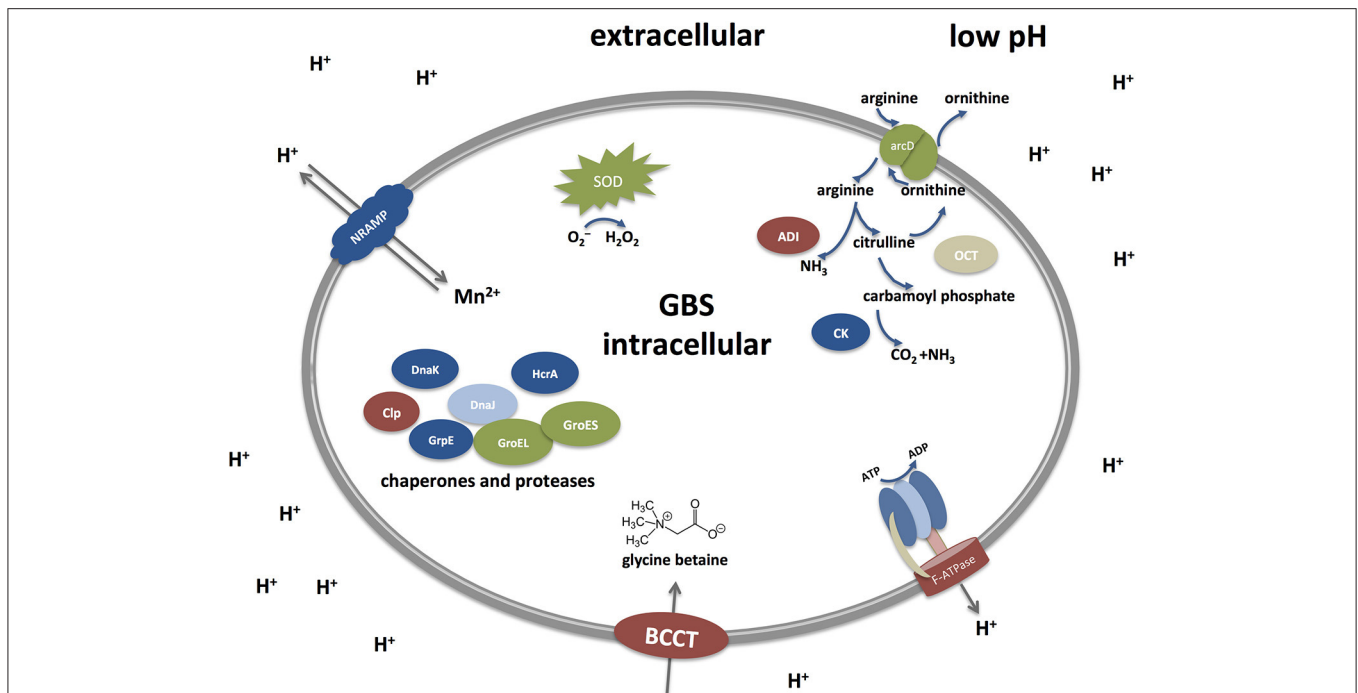 extracellular
low pH
H⁺
H⁺
H⁺
arginine
ornithine
H⁺
H⁺
H⁺
arcD
NRAMP
SOD
O₂⁻ H₂O₂
arginine
ornithine
ADI
citrulline
OCT
NH₃
H⁺
Mn²⁺
carbamoyl phosphate
GBS
intracellular
CK
CO₂ +NH₃
DnaK
HcrA
DnaJ
Clp
GroES
GrpE
GroEL
chaperones and proteases
H⁺
H⁺
ATP
ADP
H⁺
H₃C
H₃C
H₃C
N
+
O
O
−
glycine betaine
F-ATPase
H⁺
H⁺
H⁺
BCCT
H⁺
H⁺